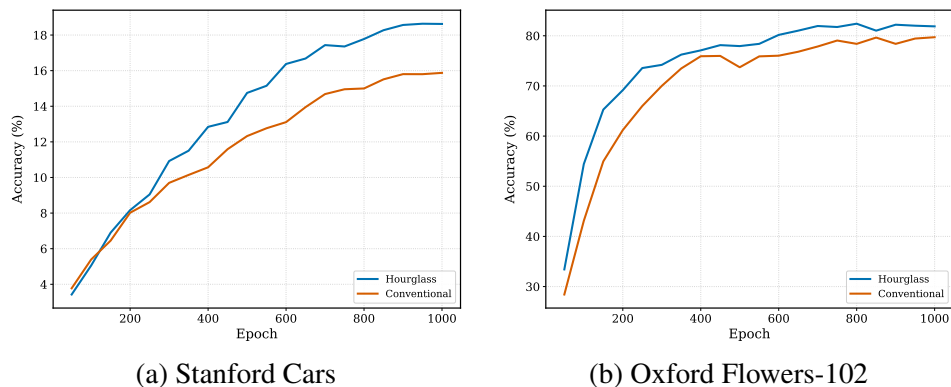 Accuracy (%)
18
16
14
12
10
8
6
4
200
400
600
800
1000
Epoch
Hourglass
Conventional
(a) Stanford Cars
Accuracy (%)
80
70
60
50
40
30
200
400
600
800
1000
Epoch
Hourglass
Conventional
(b) Oxford Flowers-102